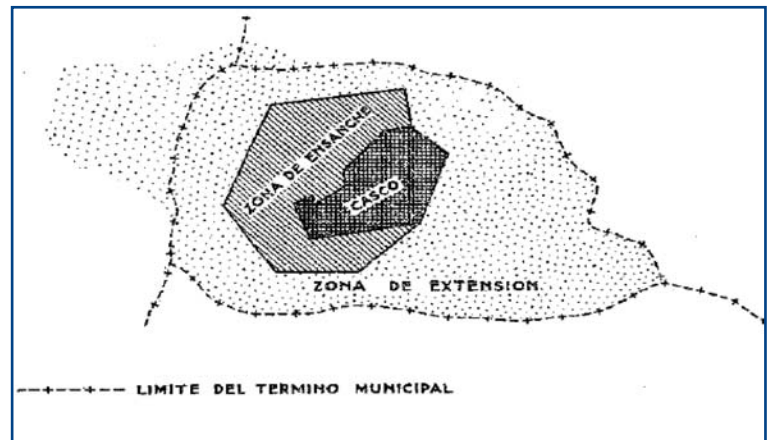 ZONA DE ENSANCHE
CASCO
ZONA DE EXTENSION
LIMITE DEL TERMINO MUNICIPAL